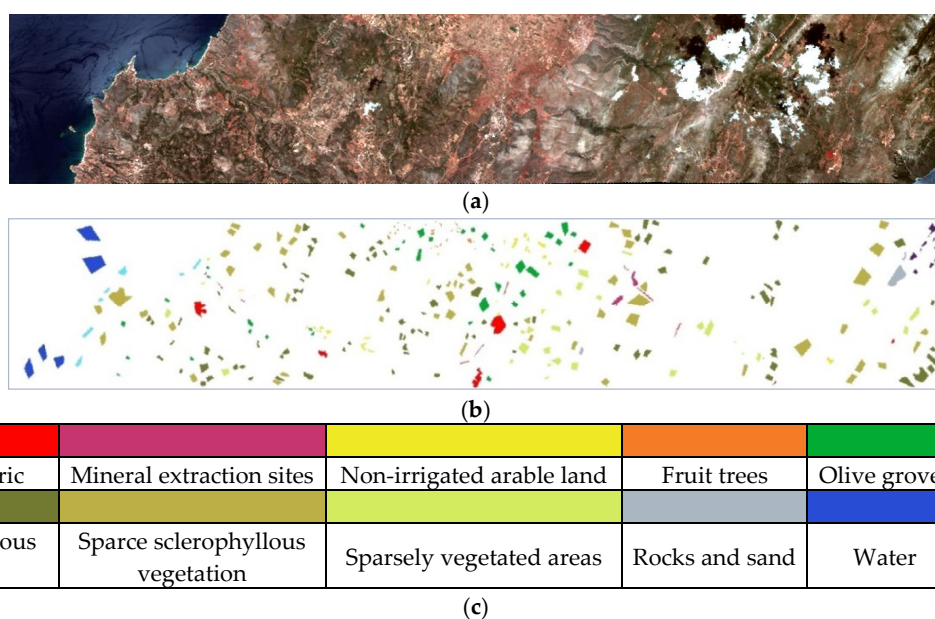 (a)
(b)
ric Mineral extraction sites Non-irrigated arable land Fruit trees Olive grove
ous Sparce sclerophyllous vegetation Sparsely vegetated areas Rocks and sand Water
(c)